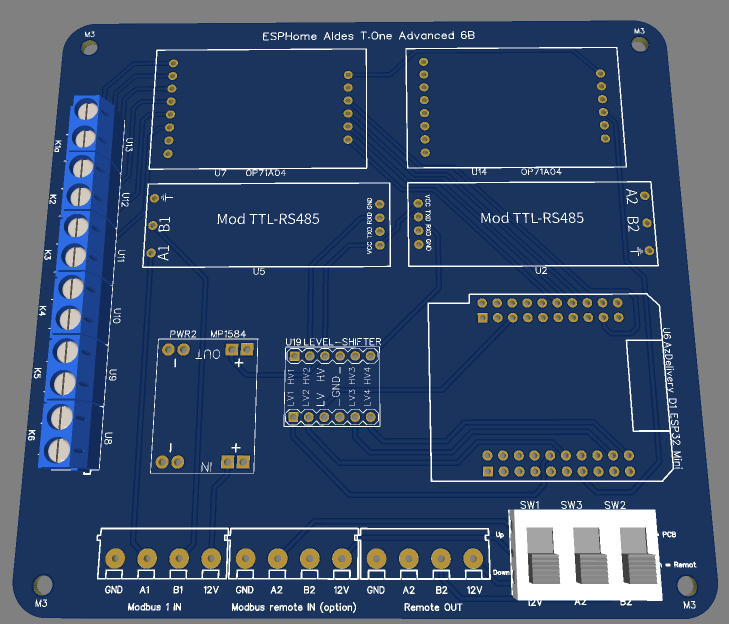 M3
ESPHome Aldes T.One Advanced 6B
M3
U7 OP71A04
U14 OP71A04
U13
K1a
K2
U12
K3
U11
K4
U10
K5
U9
K6
U8
T
B1
A1
Mod TTL-RS485
VCC TXD RXD GND
U5
VCC TXD RXD GND
Mod TTL-RS485
A2
B2
T
U2
PWR2 MP1584
OUT
- +
- +
IN
U19 LEVEL-SHIFTER
LV1 HV1
LV2 HV2
LV HV
GND
LV3 HV3
LV4 HV4
U6 AzDelivery D1 ESP32 Mini
SW1 SW3 SW2
Up
PCB
Down
= Remot
12V A2 B2
GND A1 B1 12V
Modbus 1 IN
GND A2 B2 12V
Modbus remote IN (option)
GND A2 B2 12V
Remote OUT
M3
M3